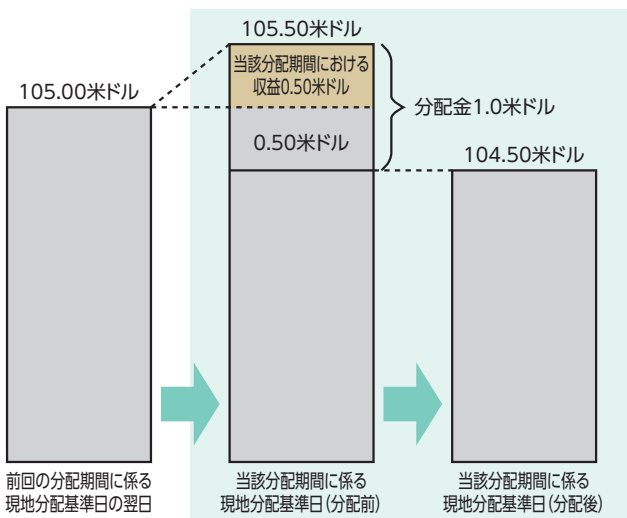 105.50米ドル
当該分配期間における
収益0.50米ドル
105.00米ドル
分配金1.0米ドル
0.50米ドル
104.50米ドル
前回の分配期間に係る
現地分配基準日の翌日
当該分配期間に係る
現地分配基準日(分配前)
当該分配期間に係る
現地分配基準日(分配後)